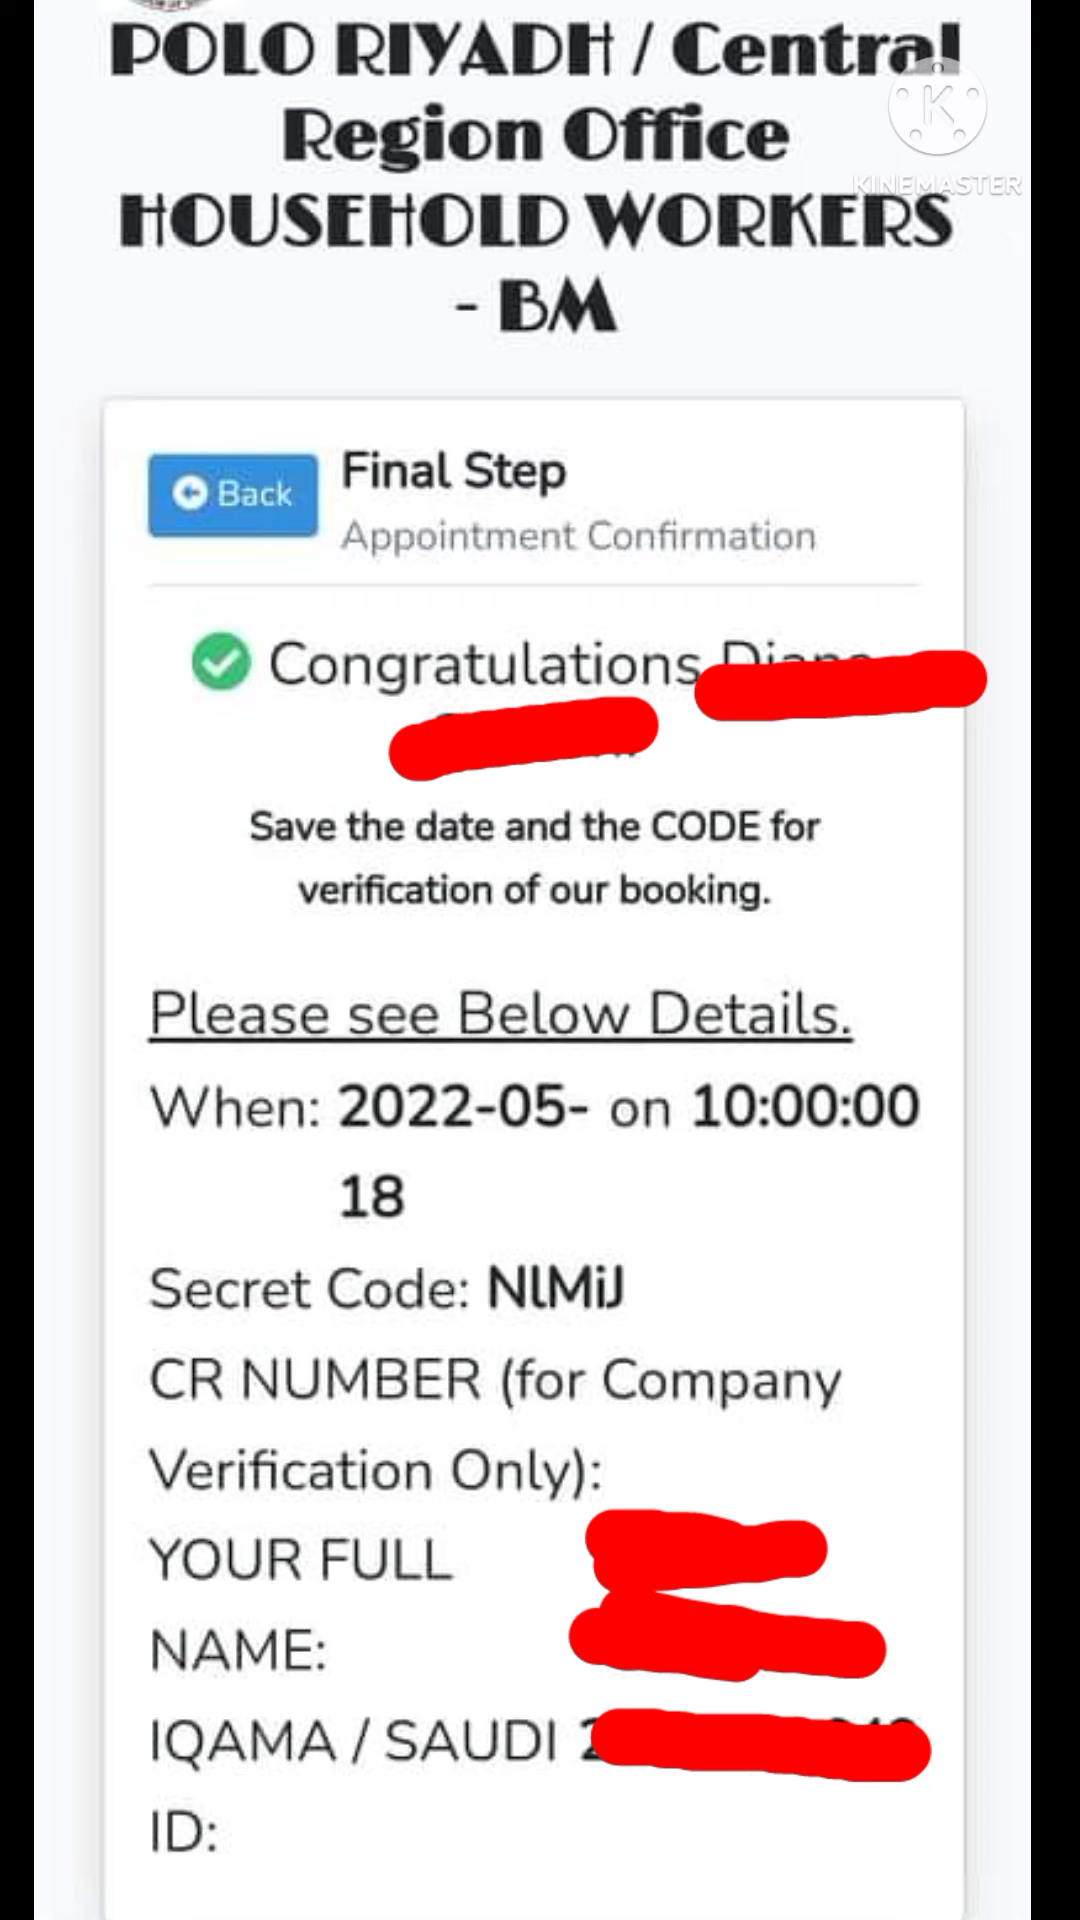 POLO RIYADH / Central
Region Office
HOUSEHOLD WORKERS
- BM
KINEMASTER
Back
Final Step
Appointment Confirmation
Congratulations
Save the date and the CODE for
verification of our booking.
Please see Below Details.
When: 2022-05- on 10:00:00
18
Secret Code: NlMiJ
CR NUMBER (for Company
Verification Only):
YOUR FULL
NAME:
IQAMA / SAUDI
ID: